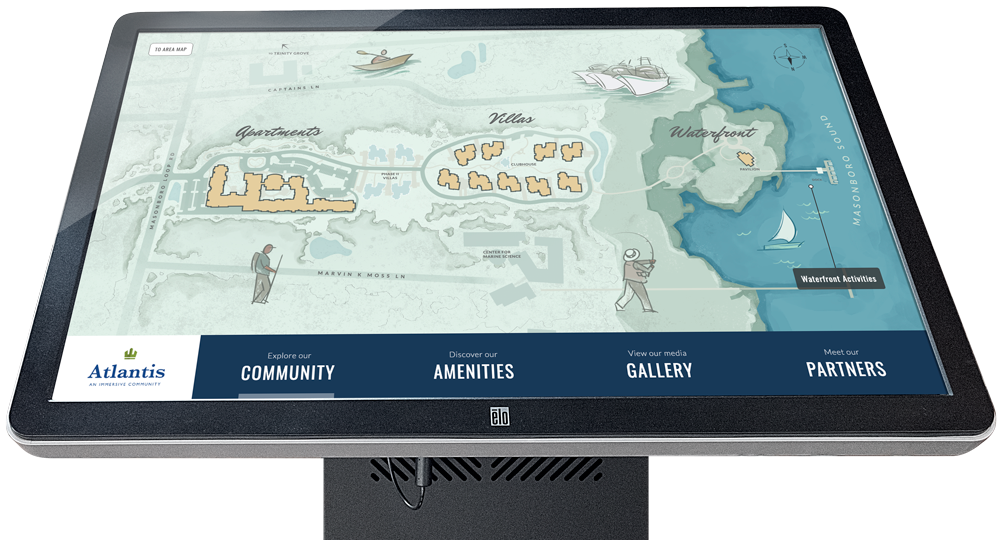 TO AREA MAP
TO TRINITY GROVE
CAPTAINS LN
Apartments
Villas
Waterfront
CLUBHOUSE
PHASE II
VILLAS
PAVILION
MASONBORO LOOP RD
MASONBORO SOUND
CENTER FOR
MARINE SCIENCE
MARVIN K MOSS LN
Waterfront Activities
Atlantis
AN IMMERSIVE COMMUNITY
Explore our
COMMUNITY
Discover our
AMENITIES
View our media
GALLERY
Meet our
PARTNERS
elo